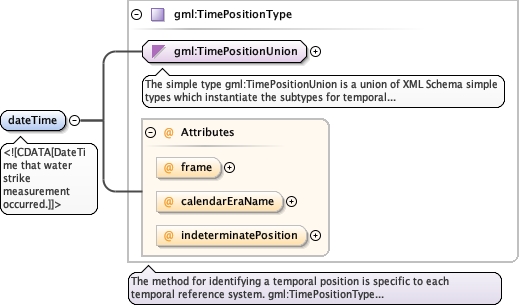 gml:TimePositionType
gml:TimePositionUnion
The simple type gml:TimePositionUnion is a union of XML Schema simple
types which instantiate the subtypes for temporal...
dateTime
<![CDATA[DateTi
me that water
strike
measurement
occurred.]]>
@ Attributes
@ frame
@ calendarEraName
@ indeterminatePosition
The method for identifying a temporal position is specific to each
temporal reference system. gml:TimePositionType...